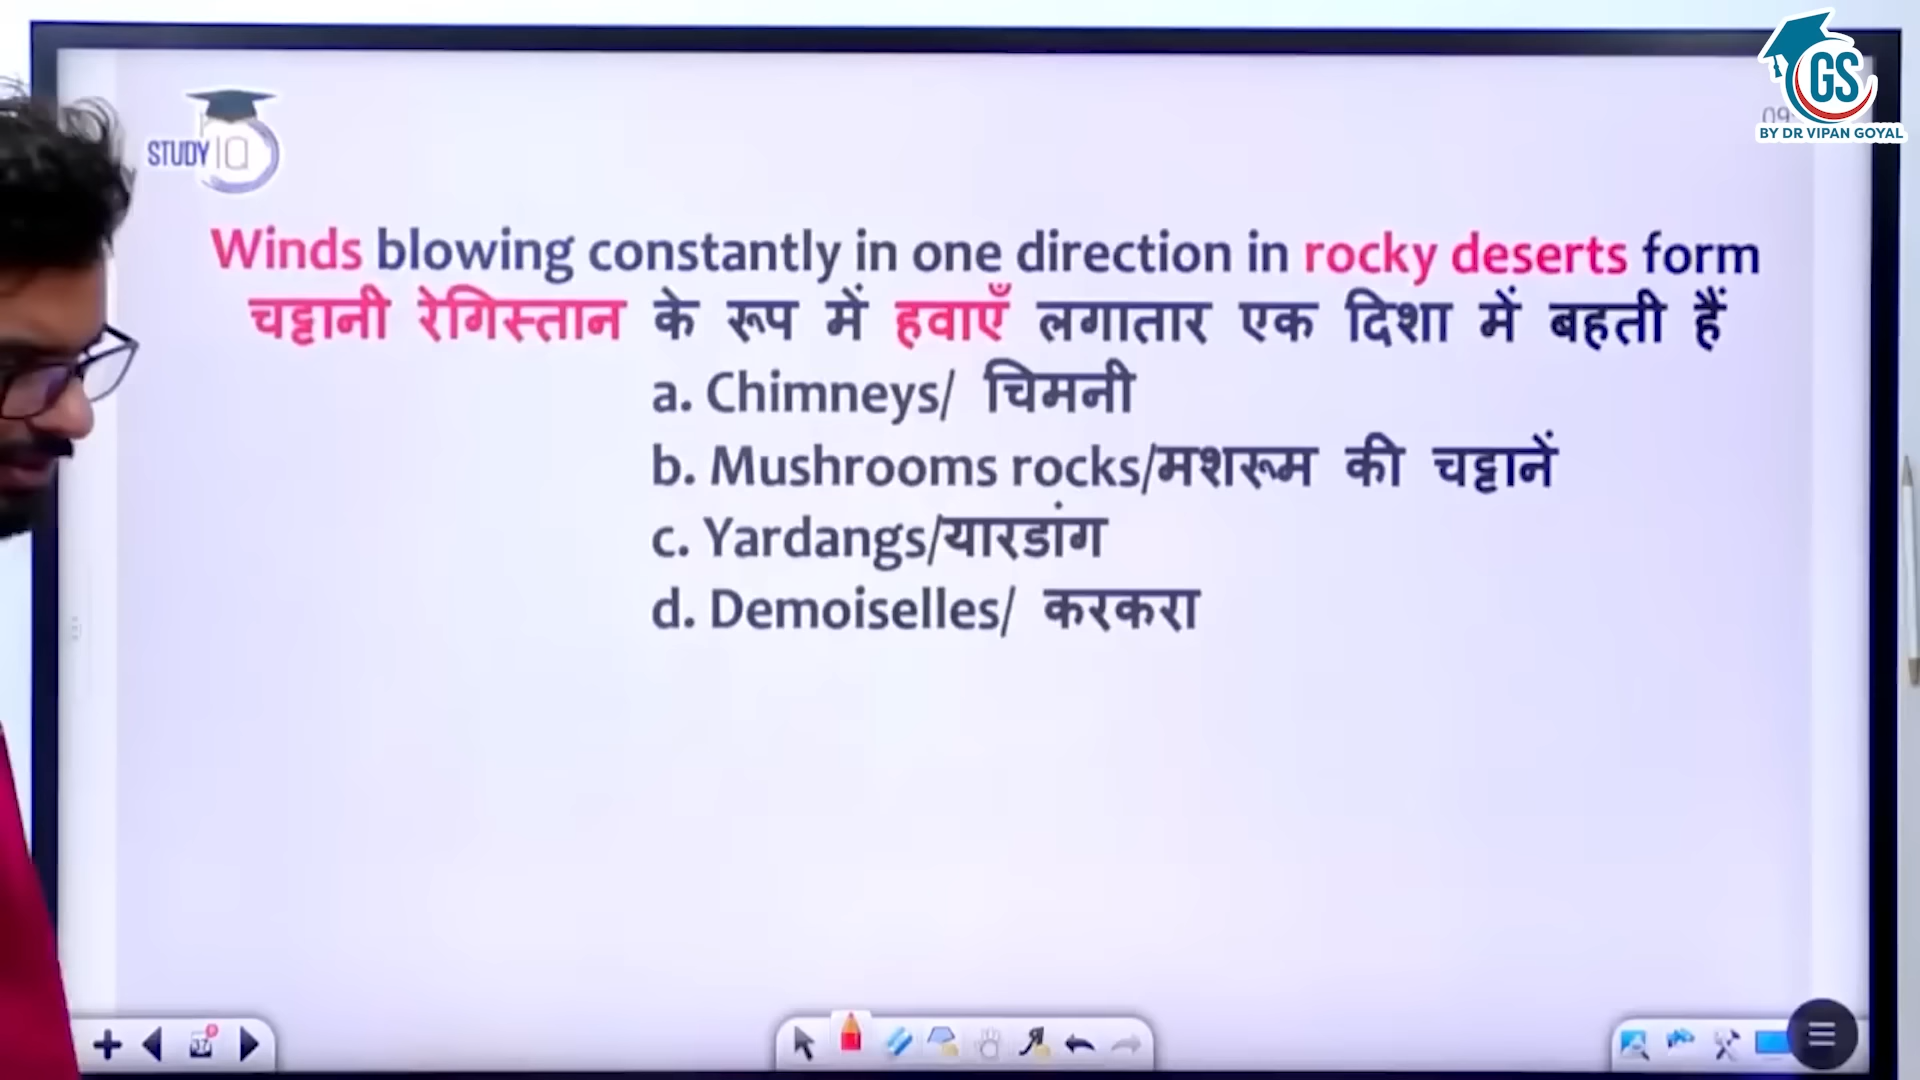 GS
BY DR VIPAN GOYAL
STUDY IQ
Winds blowing constantly in one direction in rocky deserts form
चट्टानी रेगिस्तान के रूप में हवाएँ लगातार एक दिशा में बहती हैं
a. Chimneys/ चिमनी
b. Mushrooms rocks/मशरूम की चट्टानें
c. Yardangs/यारडांग
d. Demoiselles/ करकरा